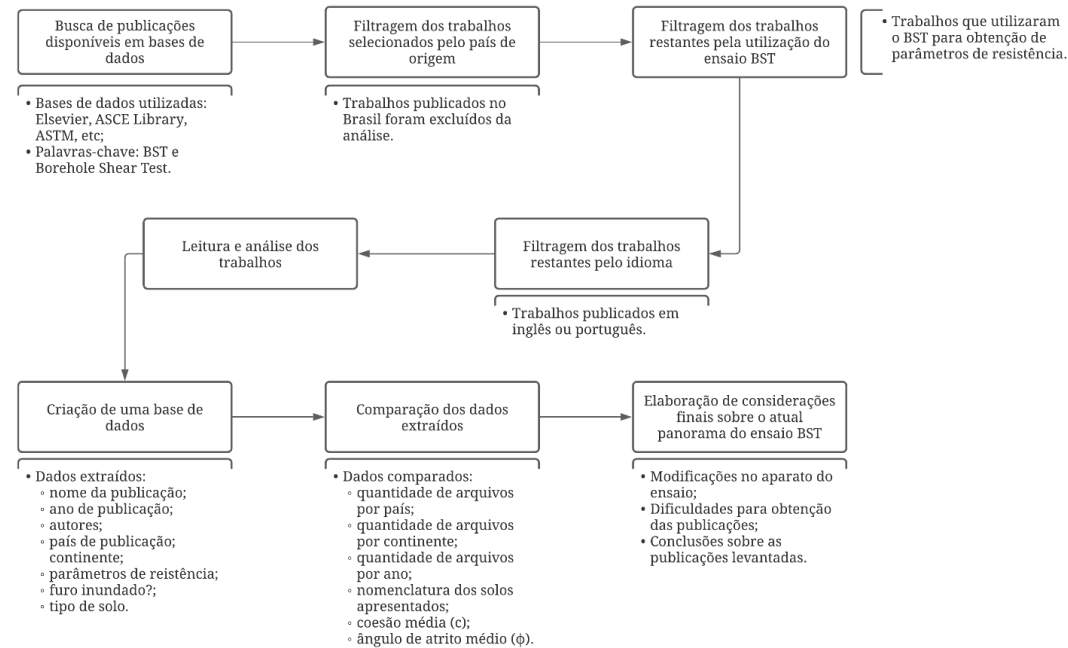 Busca de publicações
disponíveis em bases de
dados
• Bases de dados utilizadas:
Elsevier, ASCE Library,
ASTM, etc;
• Palavras-chave: BST e
Borehole Shear Test.
Filtragem dos trabalhos
selecionados pelo país de
origem
• Trabalhos publicados no
Brasil foram excluídos da
análise.
Filtragem dos trabalhos
restantes pela utilização do
ensaio BST
• Trabalhos que utilizaram
o BST para obtenção de
parâmetros de resistência.
Filtragem dos trabalhos
restantes pelo idioma
• Trabalhos publicados em
inglês ou português.
Leitura e análise dos
trabalhos
Criação de uma base de
dados
• Dados extraídos:
◦ nome da publicação;
◦ ano de publicação;
◦ autores;
◦ país de publicação;
continente;
◦ parâmetros de reistência;
◦ furo inundado?;
◦ tipo de solo.
Comparação dos dados
extraídos
• Dados comparados:
◦ quantidade de arquivos
por país;
◦ quantidade de arquivos
por continente;
◦ quantidade de arquivos
por ano;
◦ nomenclatura dos solos
apresentados;
◦ coesão média (c);
◦ ângulo de atrito médio (ϕ).
Elaboração de considerações
finais sobre o atual
panorama do ensaio BST
• Modificações no aparato do
ensaio;
• Dificuldades para obtenção
das publicações;
• Conclusões sobre as
publicações levantadas.